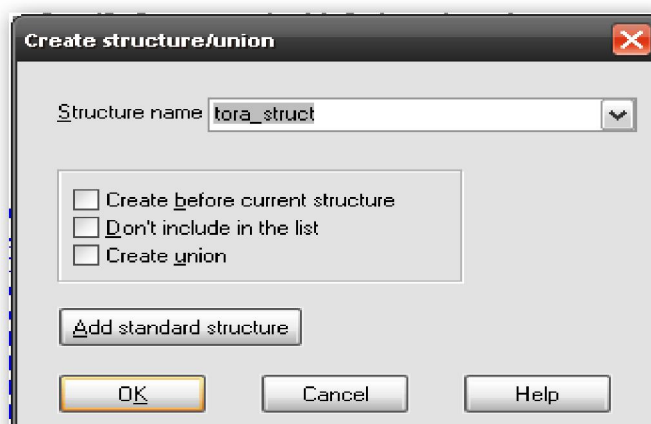 Create structure/union
Structure name tora_struct
Create before current structure
Don't include in the list
Create union
Add standard structure
OK Cancel Help